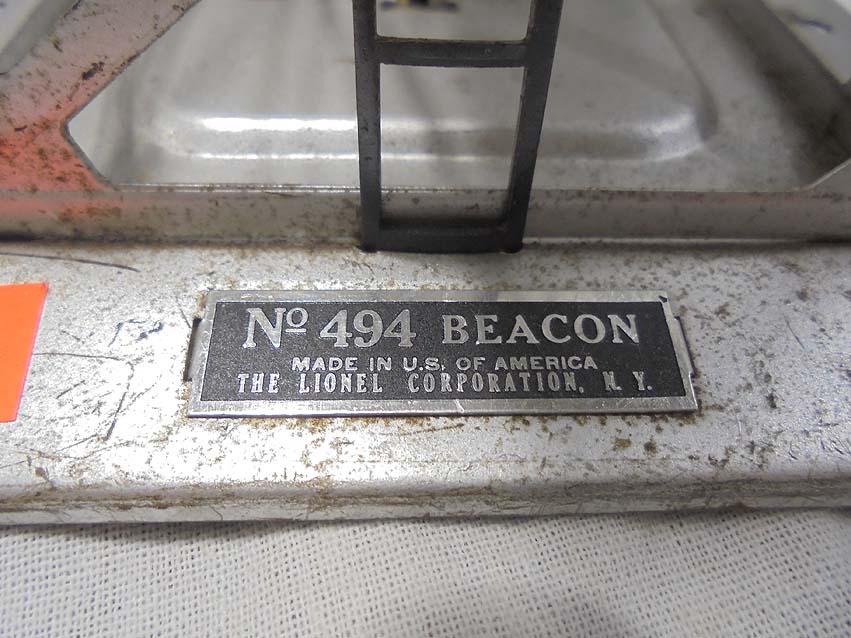 Nº 494 BEACON
MADE IN U.S. OF AMERICA
THE LIONEL CORPORATION, N. Y.